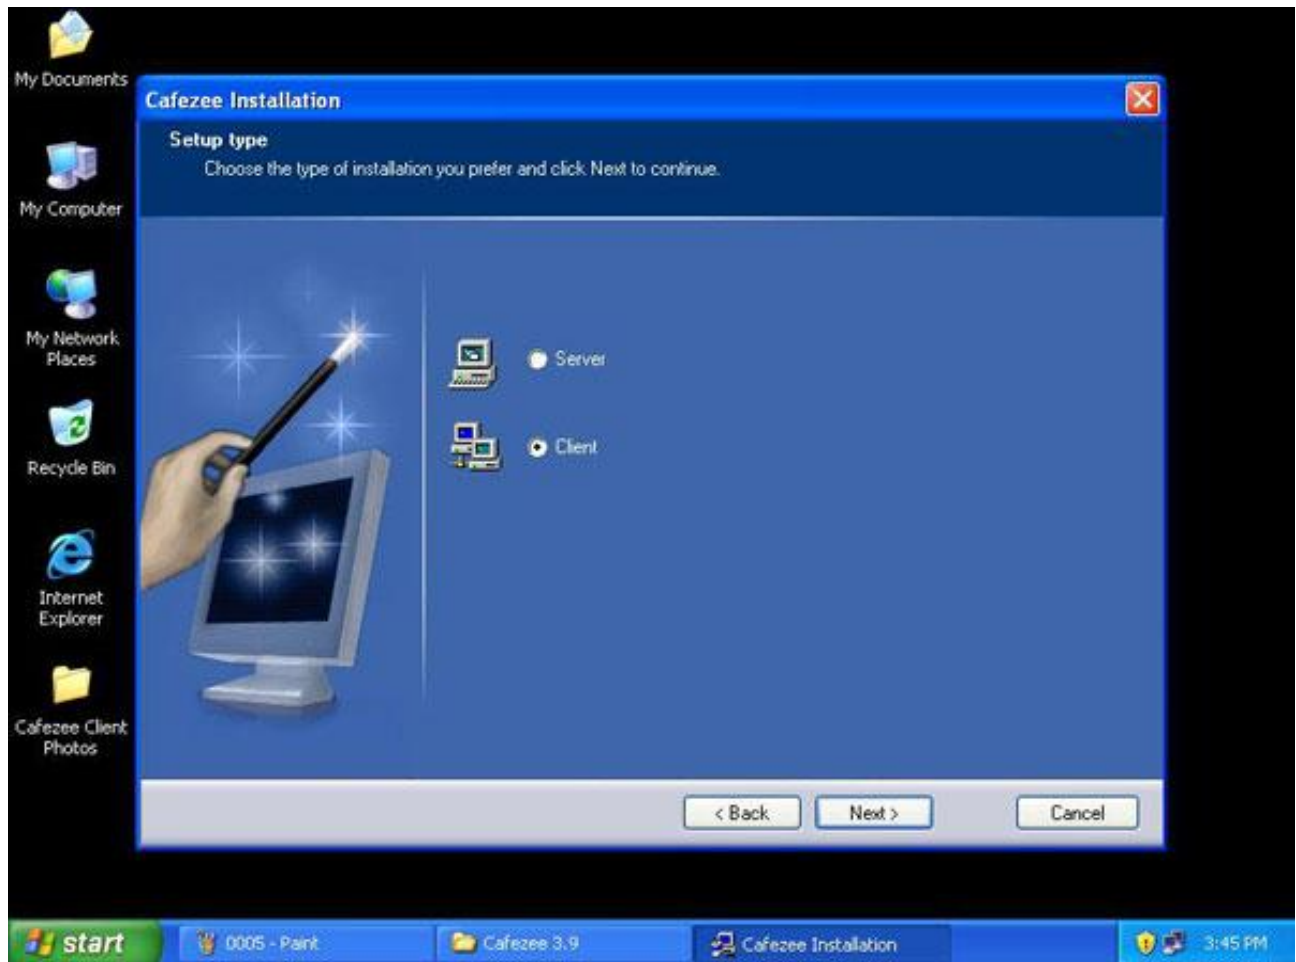 My Documents
Cafezee Installation
Setup type
Choose the type of installation you prefer and click Next to continue.
My Computer
My Network
Places
Server
Client
Recycle Bin
Internet
Explorer
Cafezee Client
Photos
< Back
Next >
Cancel
start
0005 - Paint
Cafezee 3.9
Cafezee Installation
3:45 PM